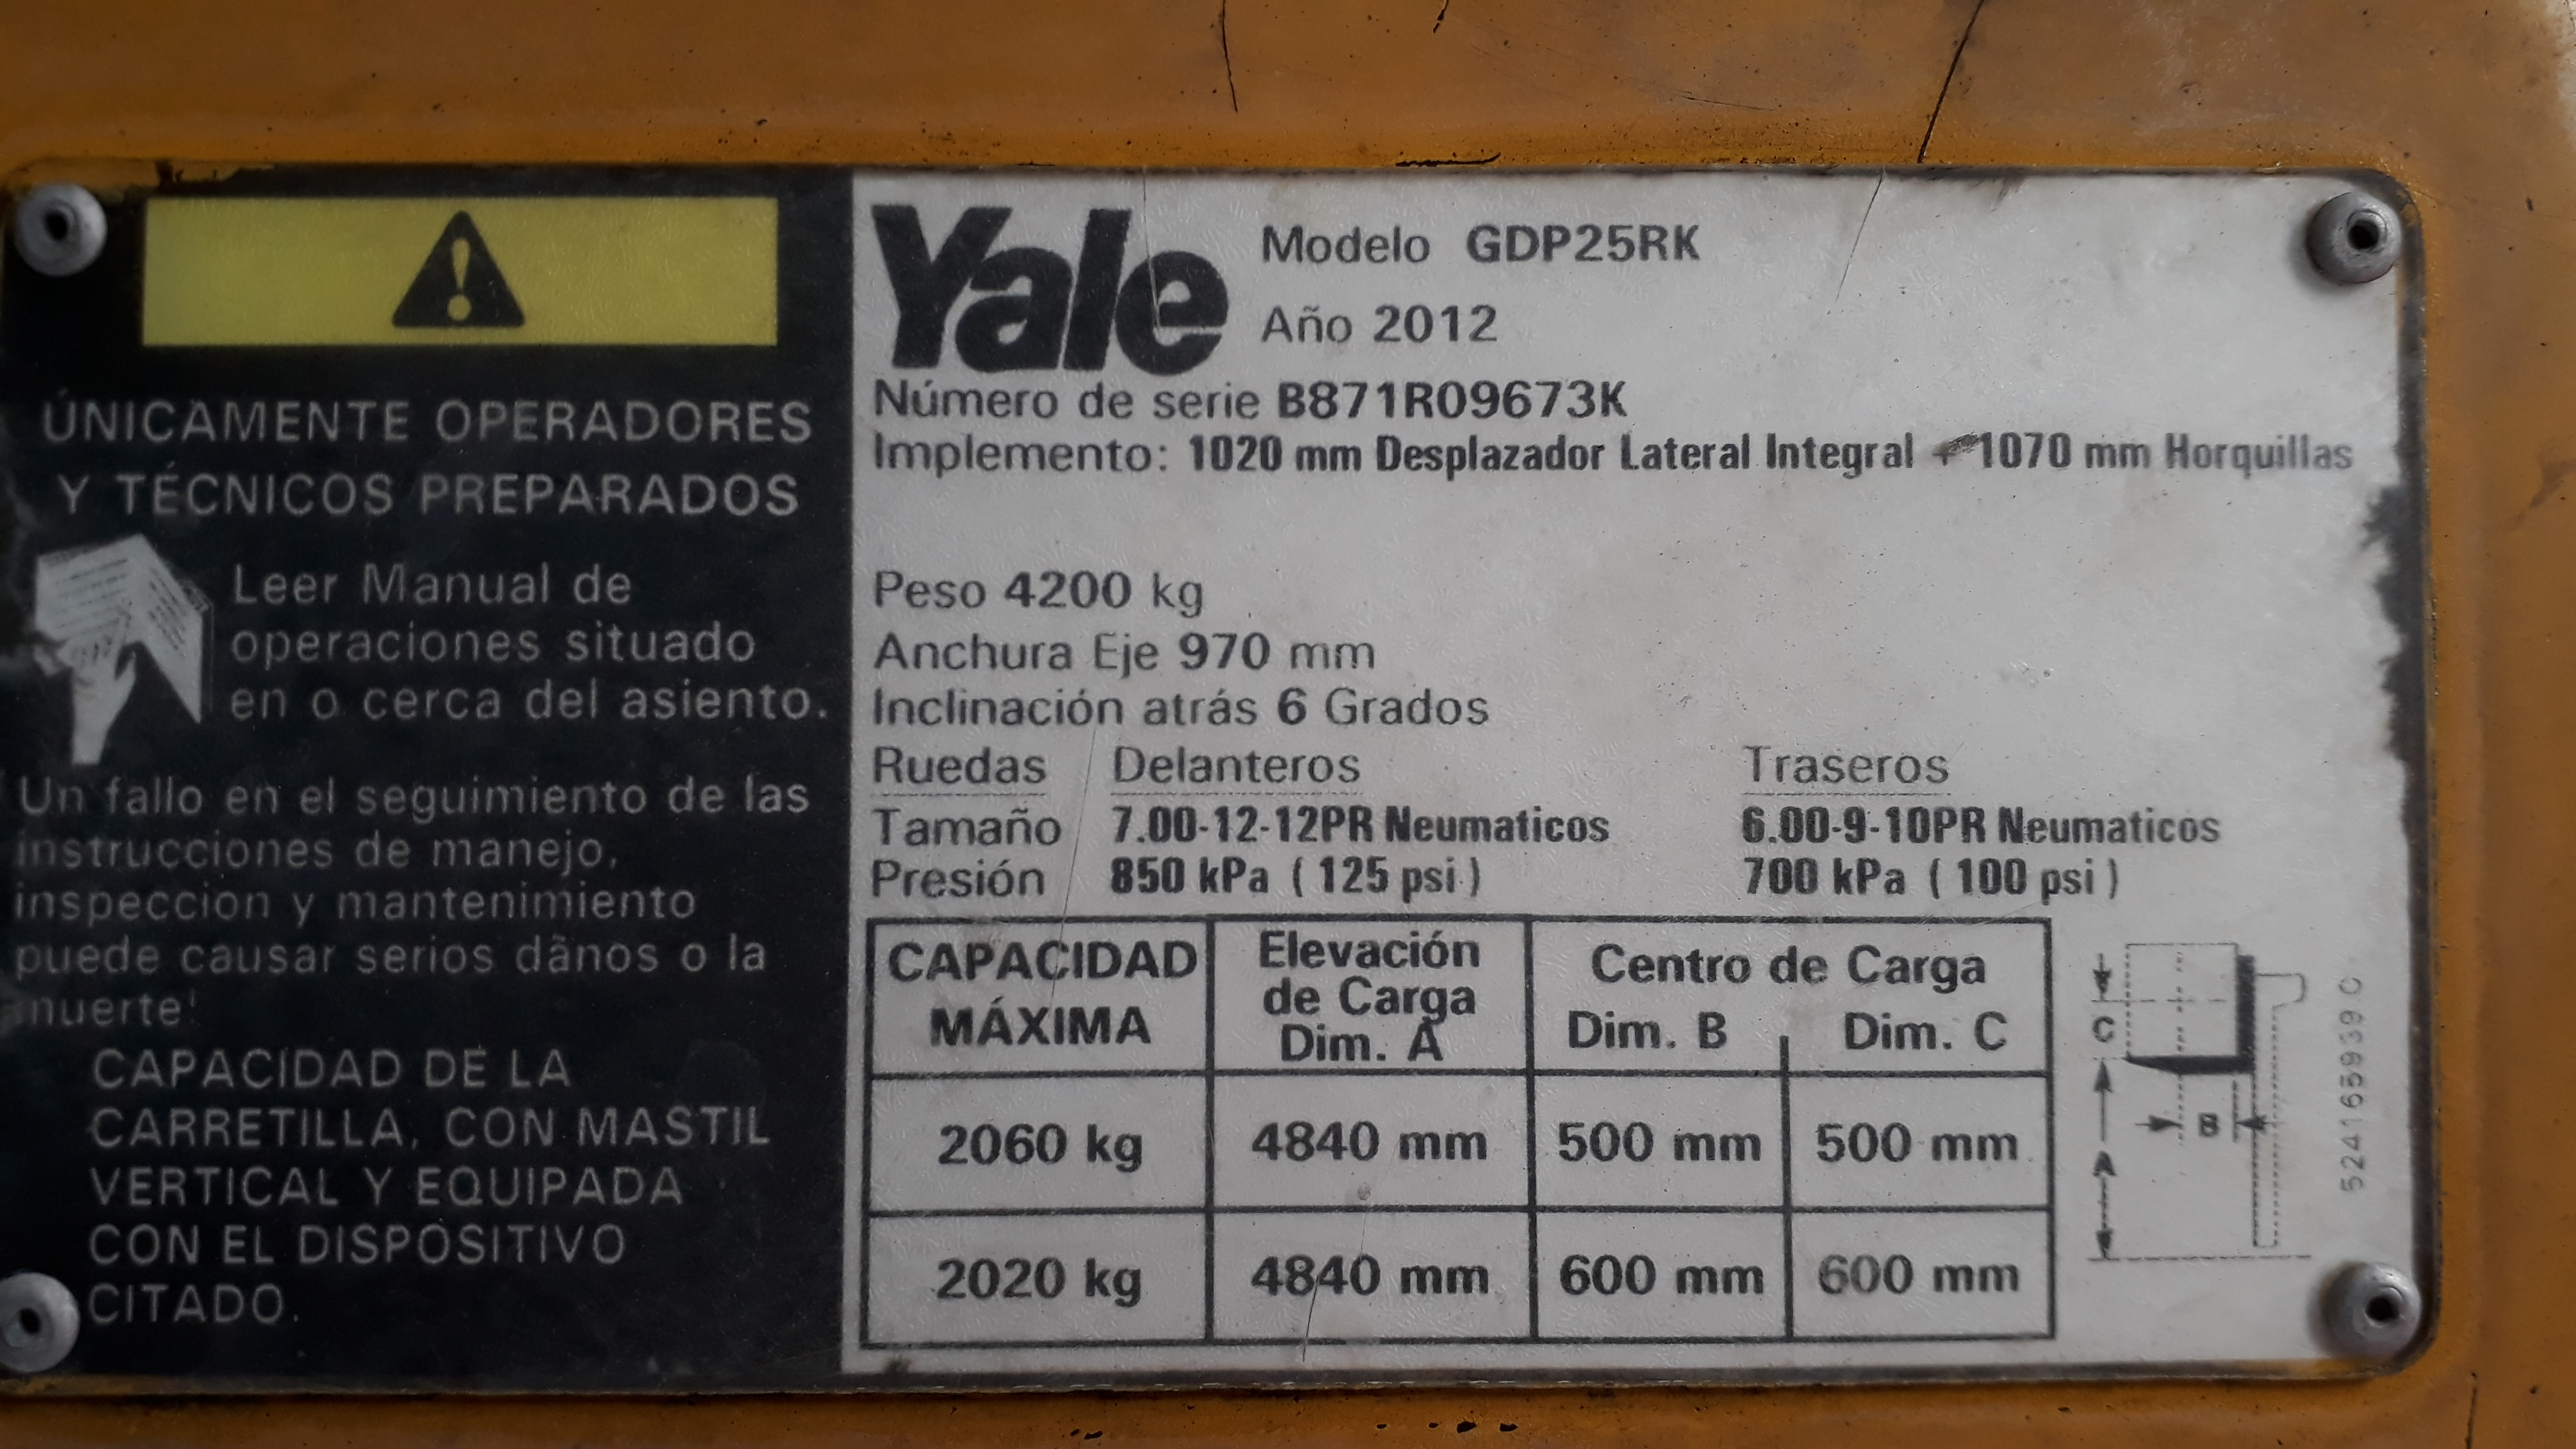 ÚNICAMENTE OPERADORES
Y TÉCNICOS PREPARADOS
Leer Manual de
operaciones situado
en o cerca del asiento.
Un fallo en el seguimiento de las
instrucciones de manejo,
inspeccion y mantenimiento
puede causar serios dãnos o la
muerte!
CAPACIDAD DE LA
CARRETILLA, CON MASTIL
VERTICAL Y EQUIPADA
CON EL DISPOSITIVO
CITADO.
Yale
Modelo GDP25RK
Año 2012
Número de serie B871R09673K
Implemento: 1020 mm Desplazador Lateral Integral + 1070 mm Horquillas
Peso 4200 kg
Anchura Eje 970 mm
Inclinación atrás 6 Grados
Ruedas Delanteros Traseros
Tamaño 7.00-12-12PR Neumaticos 6.00-9-10PR Neumaticos
Presión 850 kPa ( 125 psi ) 700 kPa ( 100 psi )
CAPACIDAD MÁXIMA
Elevación de Carga Dim. A
Centro de Carga
Dim. B Dim. C
2060 kg 4840 mm 500 mm 500 mm
2020 kg 4840 mm 600 mm 600 mm
C
B
A
524165939 C